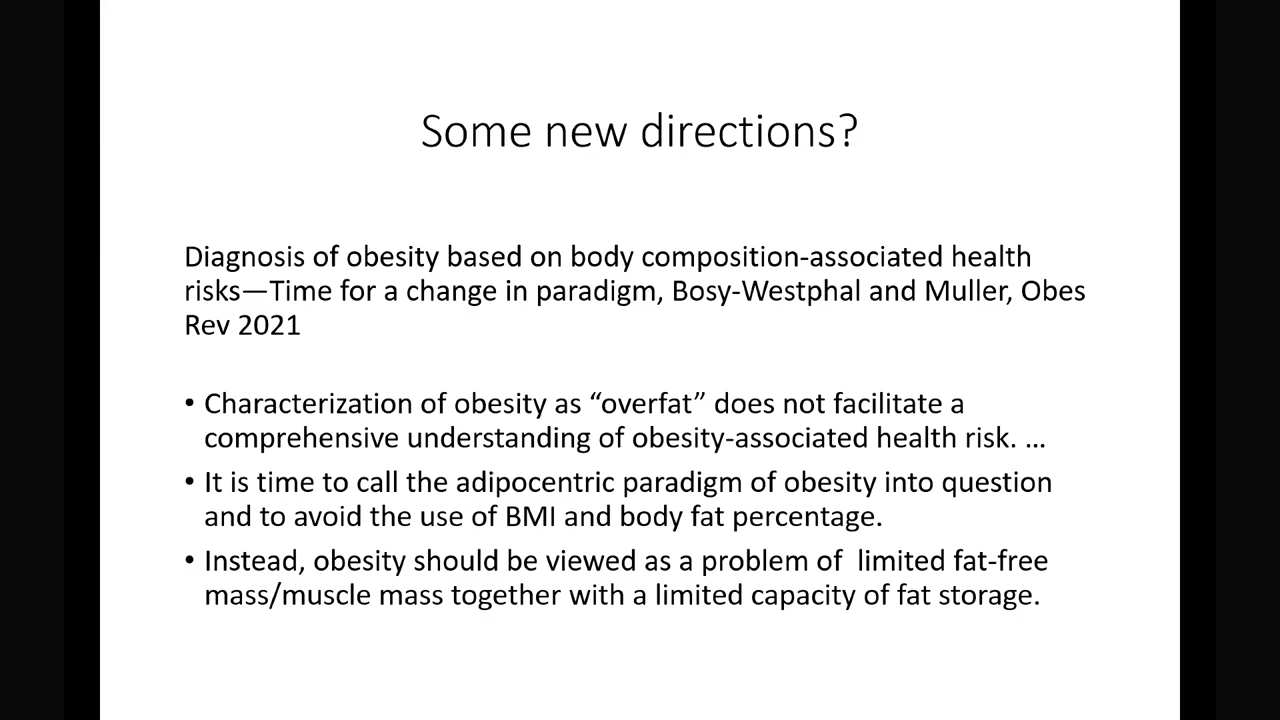 Some new directions?
Diagnosis of obesity based on body composition-associated health
risks—Time for a change in paradigm, Bosy-Westphal and Muller, Obes
Rev 2021
• Characterization of obesity as “overfat” does not facilitate a
comprehensive understanding of obesity-associated health risk. …
• It is time to call the adipocentric paradigm of obesity into question
and to avoid the use of BMI and body fat percentage.
• Instead, obesity should be viewed as a problem of  limited fat-free
mass/muscle mass together with a limited capacity of fat storage.